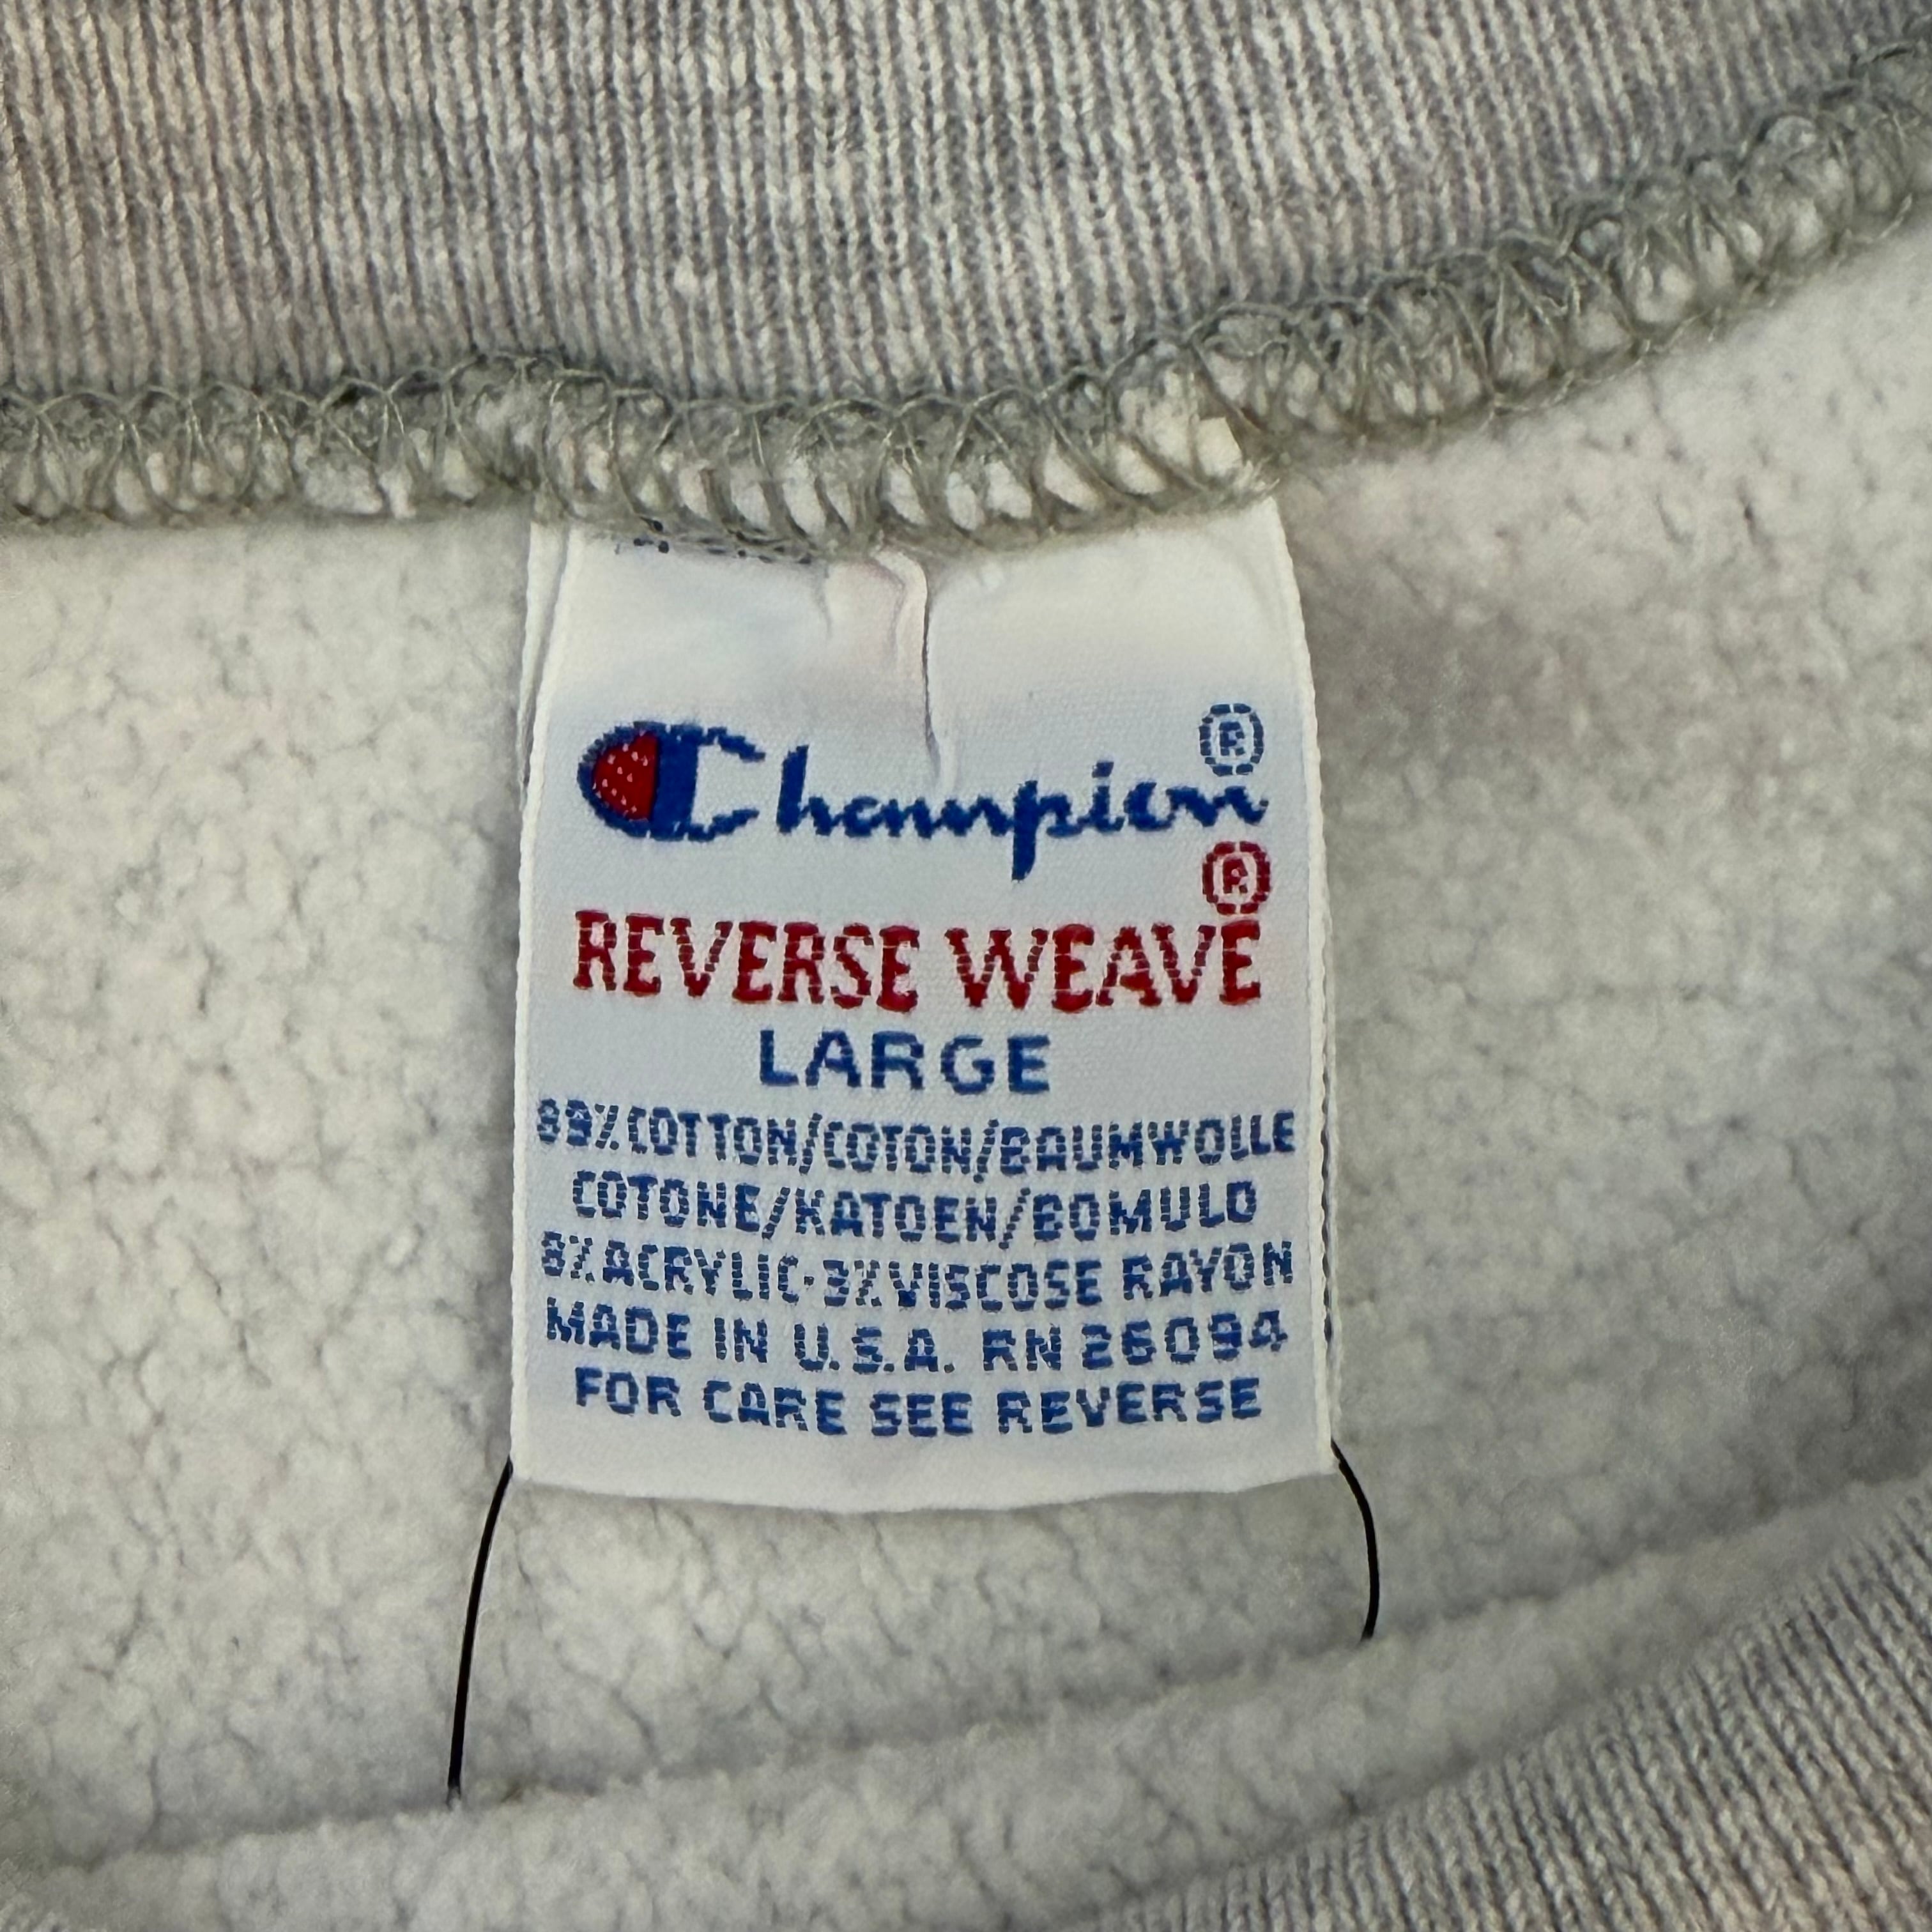 Champion®
REVERSE WEAVE®
LARGE
89% COTTON/COTON/BAUMWOLLE
COTONE/KATOEN/BOMULD
8% ACRYLIC-3% VISCOSE RAYON
MADE IN U.S.A. RN 26094
FOR CARE SEE REVERSE